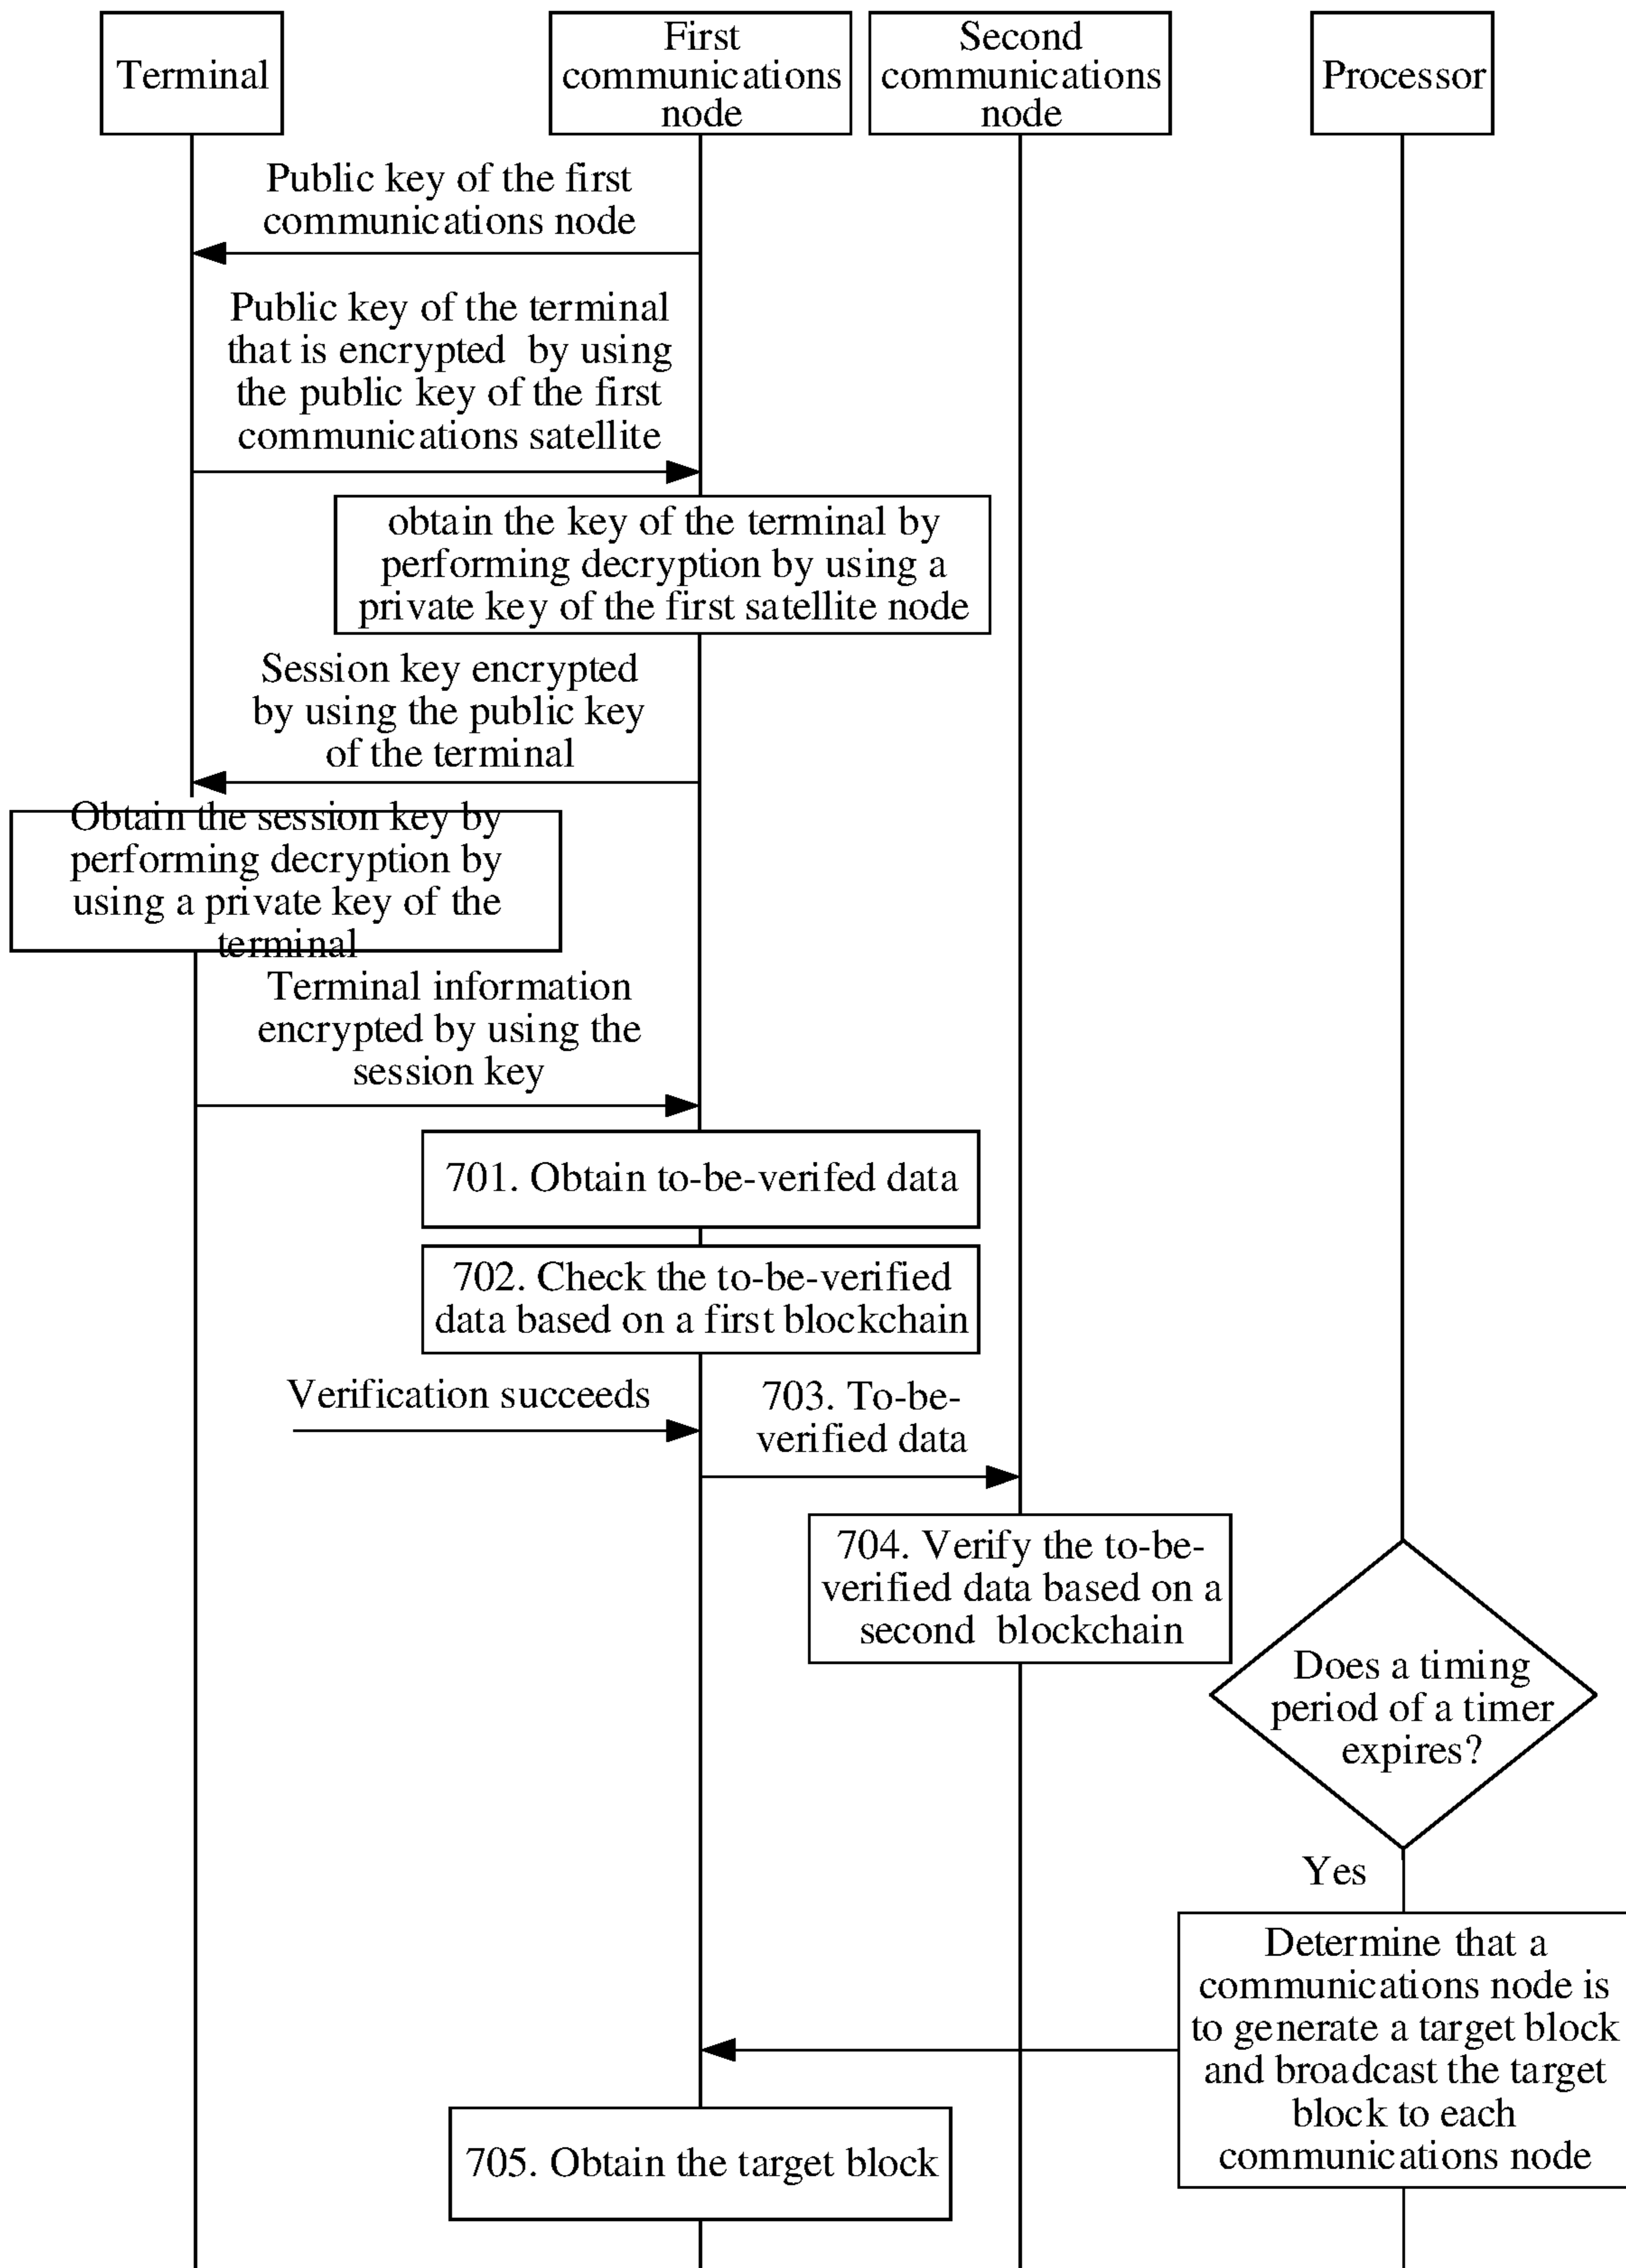 Terminal
First
communications
node
Second
communications
node
Processor
Public key of the first
communications node
Public key of the terminal
that is encrypted by using
the public key of the first
communications satellite
obtain the key of the terminal by
performing decryption by using a
private key of the first satellite node
Session key encrypted
by using the public key
of the terminal
Obtain the session key by
performing decryption by
using a private key of the
terminal
Terminal information
encrypted by using the
session key
701. Obtain to-be-verifed data
702. Check the to-be-verified
data based on a first blockchain
Verification succeeds
703. To-be-
verified data
704. Verify the to-be-
verified data based on a
second blockchain
Does a timing
period of a timer
expires?
Yes
Determine that a
communications node is
to generate a target block
and broadcast the target
block to each
communications node
705. Obtain the target block